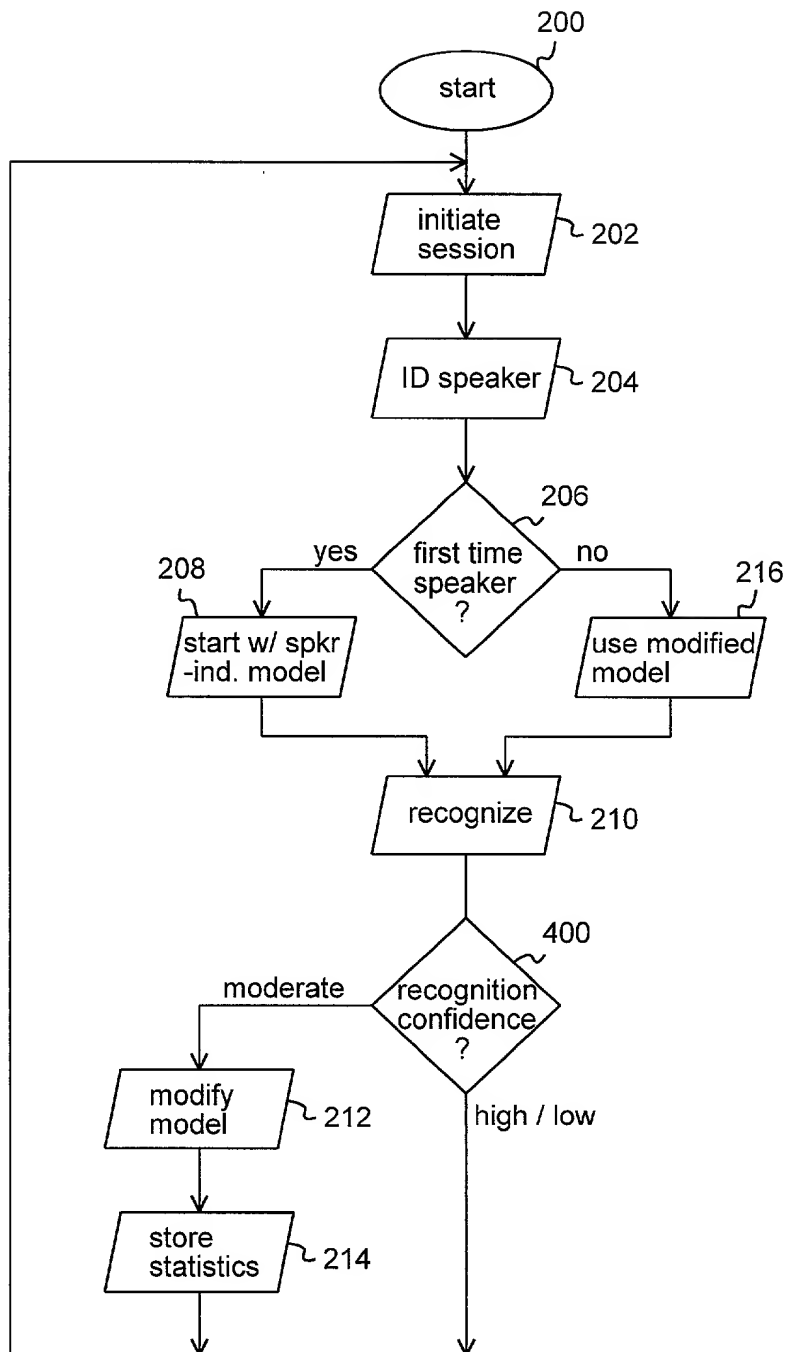 200
start
initiate
session
202
ID speaker
204
206
yes
first time
speaker
?
no
208
start w/ spkr
-ind. model
216
use modified
model
recognize
210
400
moderate
recognition
confidence
?
modify
model
212
high / low
store
statistics
214